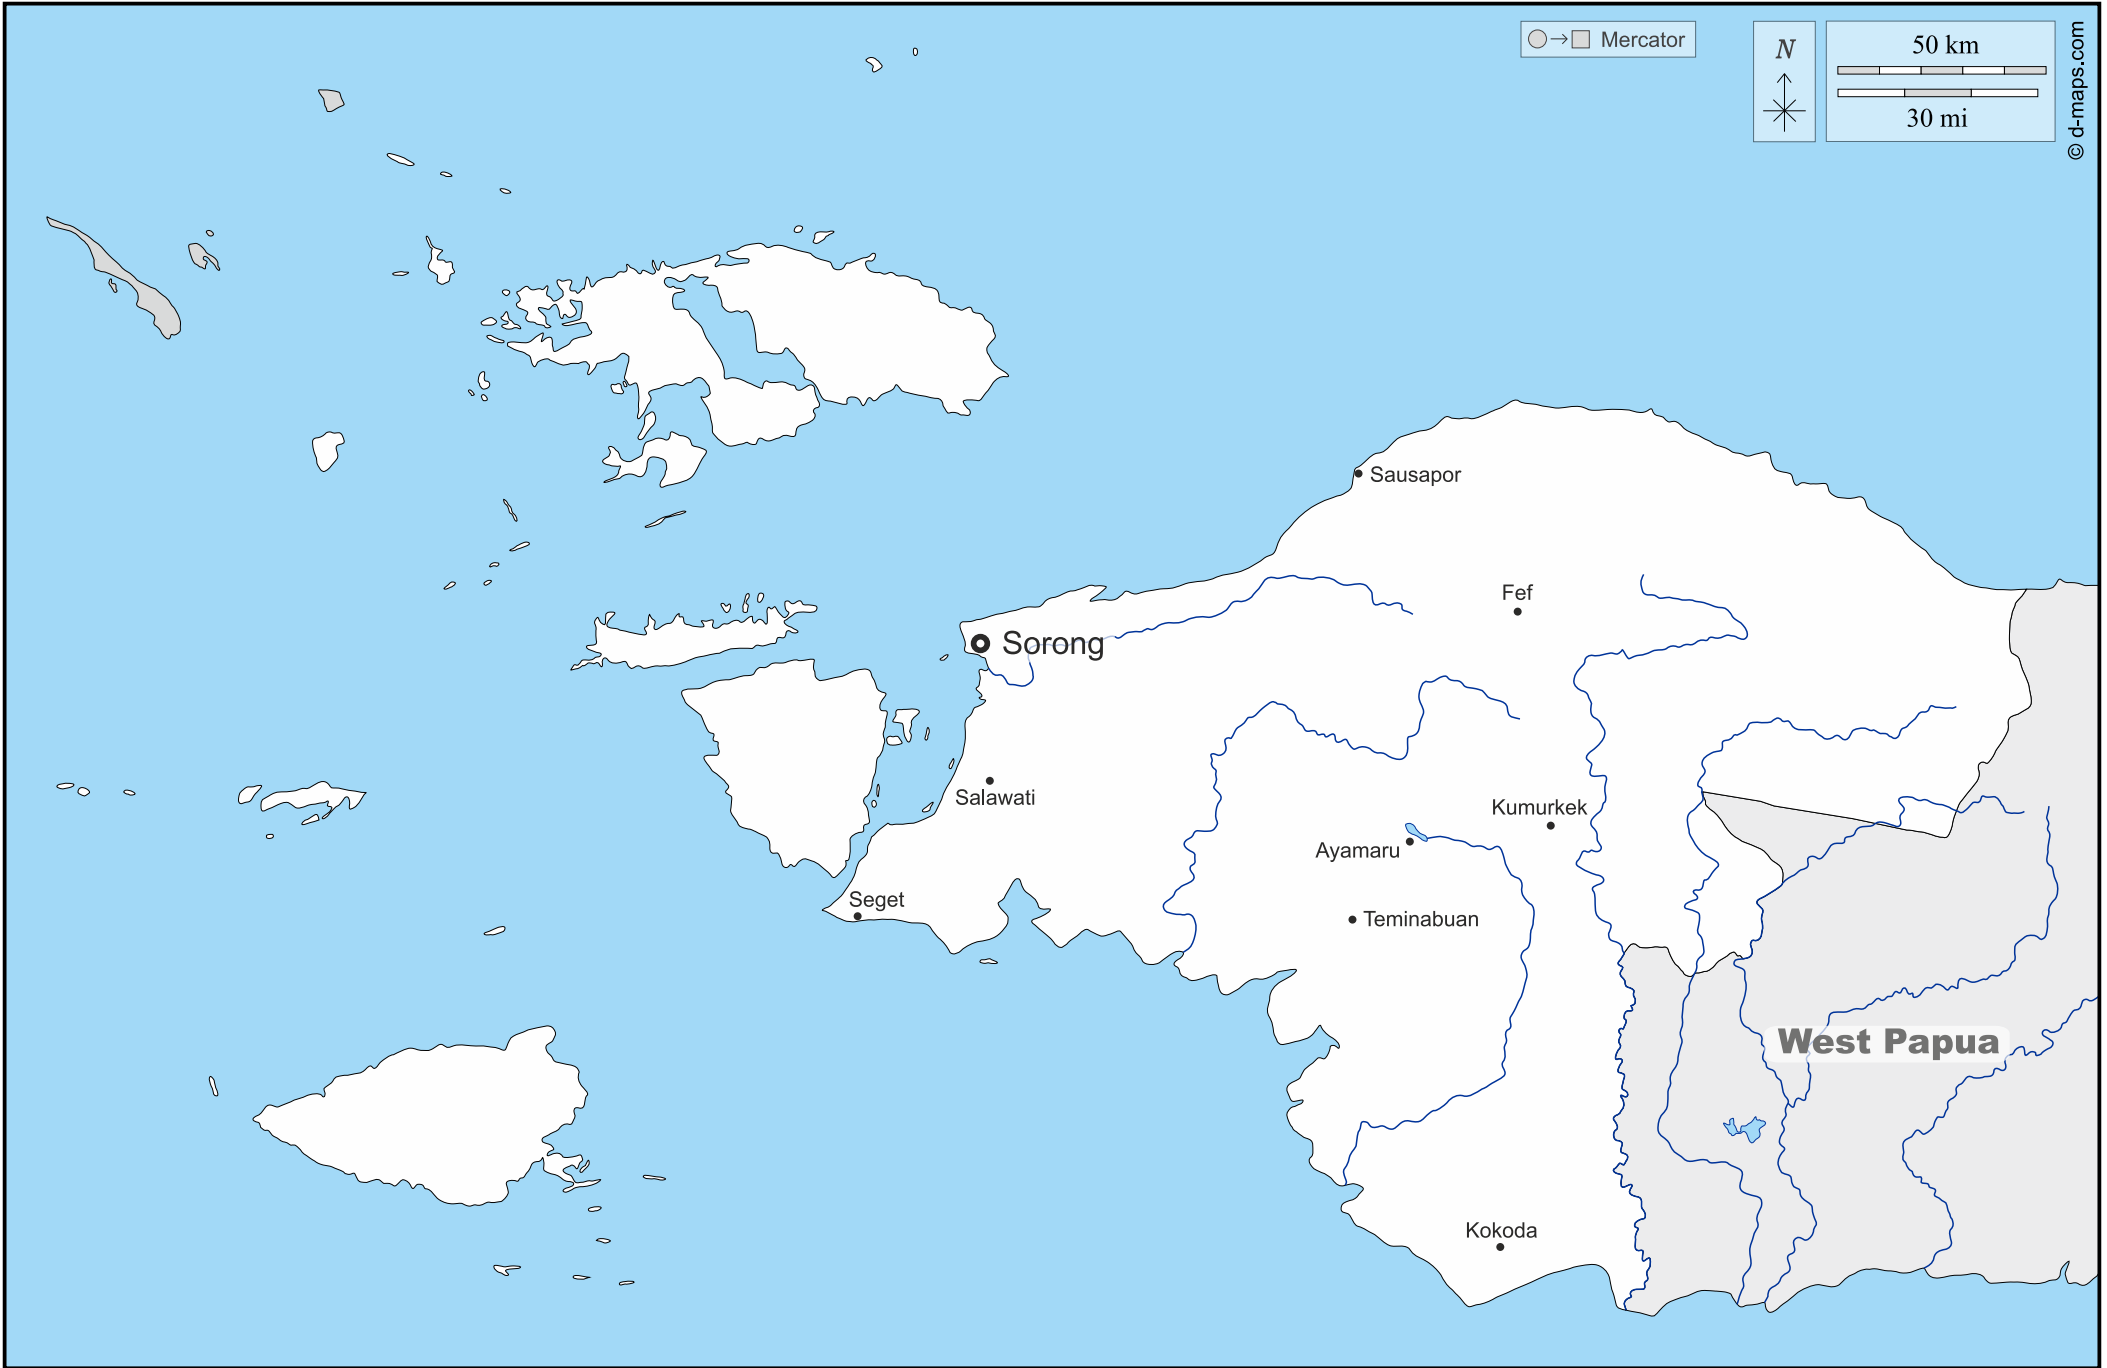 Mercator
N
50 km
30 mi
© d-maps.com
Sausapor
Fef
Sorong
Salawati
Kumurkek
Ayamaru
Seget
Teminabuan
West Papua
Kokoda